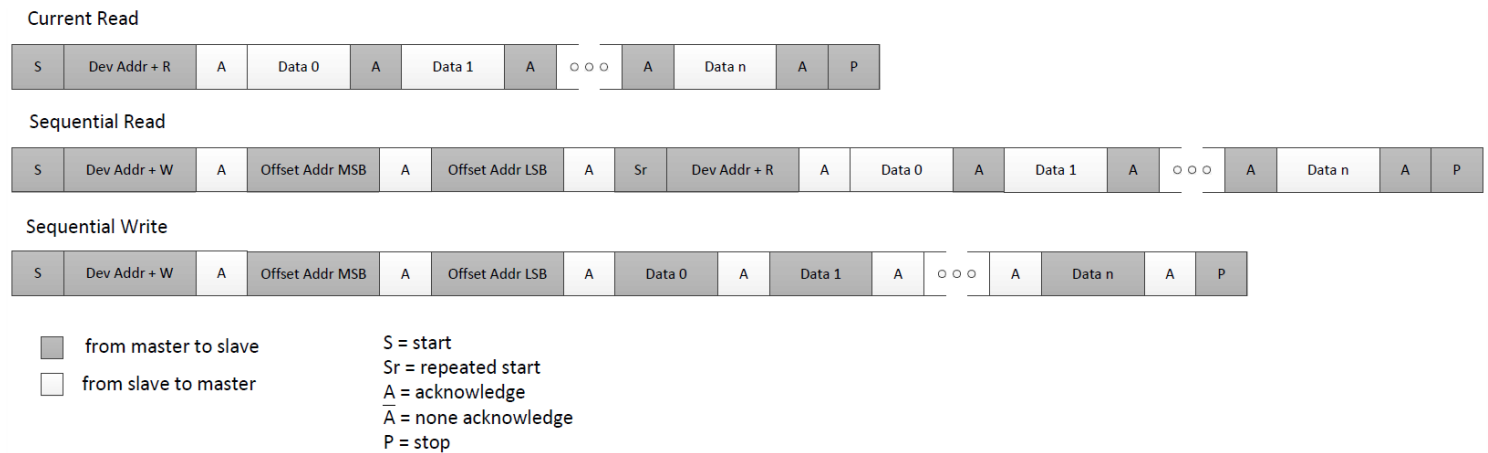 Current Read
S Dev Addr + R A Data 0 A Data 1 A ○ ○ ○ A Data n A P
Sequential Read
S Dev Addr + W A Offset Addr MSB A Offset Addr LSB A Sr Dev Addr + R A Data 0 A Data 1 A ○ ○ ○ A Data n A P
Sequential Write
S Dev Addr + W A Offset Addr MSB A Offset Addr LSB A Data 0 A Data 1 A ○ ○ ○ A Data n A P
from master to slave
from slave to master
S = start
Sr = repeated start
A = acknowledge
A̅ = none acknowledge
P = stop